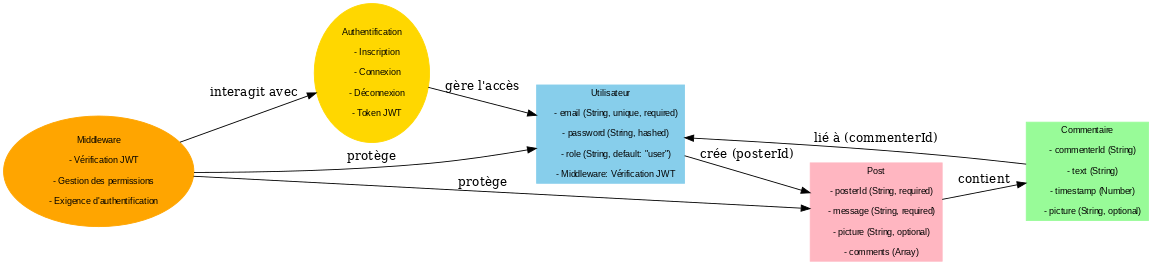 Middleware
- Vérification JWT
- Gestion des permissions
- Exigence d'authentification
interagit avec
protège
protège
Authentification
- Inscription
- Connexion
- Déconnexion
- Token JWT
gère l'accès
Utilisateur
- email (String, unique, required)
- password (String, hashed)
- role (String, default: "user")
- Middleware: Vérification JWT
crée (posterId)
lié à (commenterId)
Post
- posterId (String, required)
- message (String, required)
- picture (String, optional)
- comments (Array)
contient
Commentaire
- commenterId (String)
- text (String)
- timestamp (Number)
- picture (String, optional)